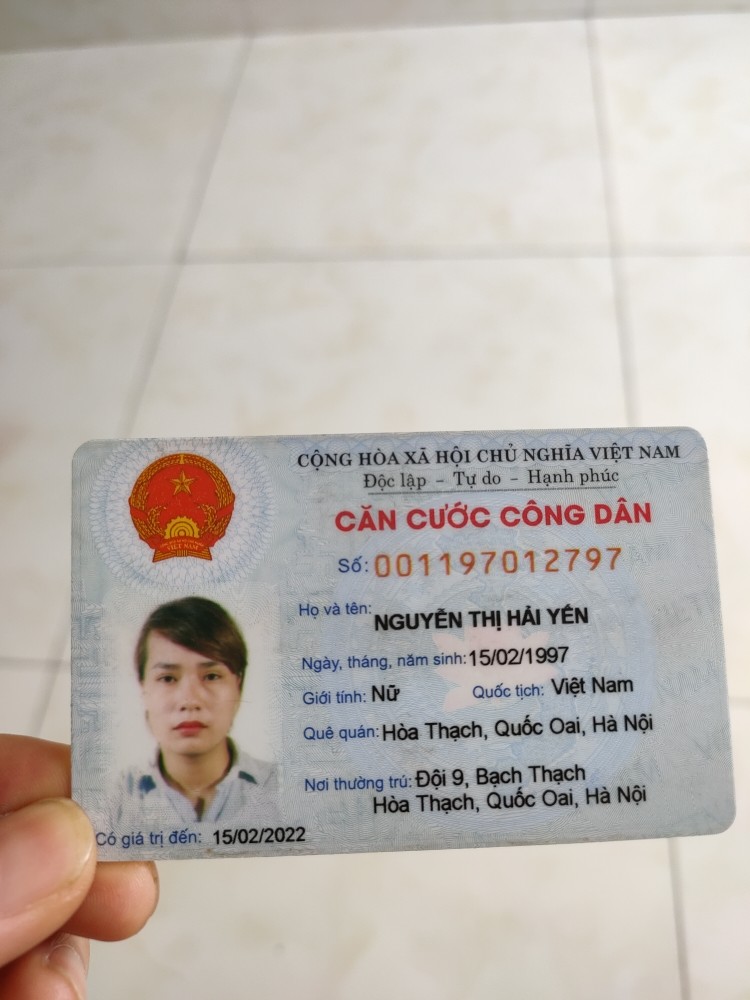 CỘNG HÒA XÃ HỘI CHỦ NGHĨA VIỆT NAM
Độc lập - Tự do - Hạnh phúc
CĂN CƯỚC CÔNG DÂN
Số: 001197012797
Họ và tên: NGUYỄN THỊ HẢI YẾN
Ngày, tháng, năm sinh: 15/02/1997
Giới tính: Nữ Quốc tịch: Việt Nam
Quê quán: Hòa Thạch, Quốc Oai, Hà Nội
Nơi thường trú: Đội 9, Bạch Thạch
Hòa Thạch, Quốc Oai, Hà Nội
Có giá trị đến: 15/02/2022
VIỆT NAM